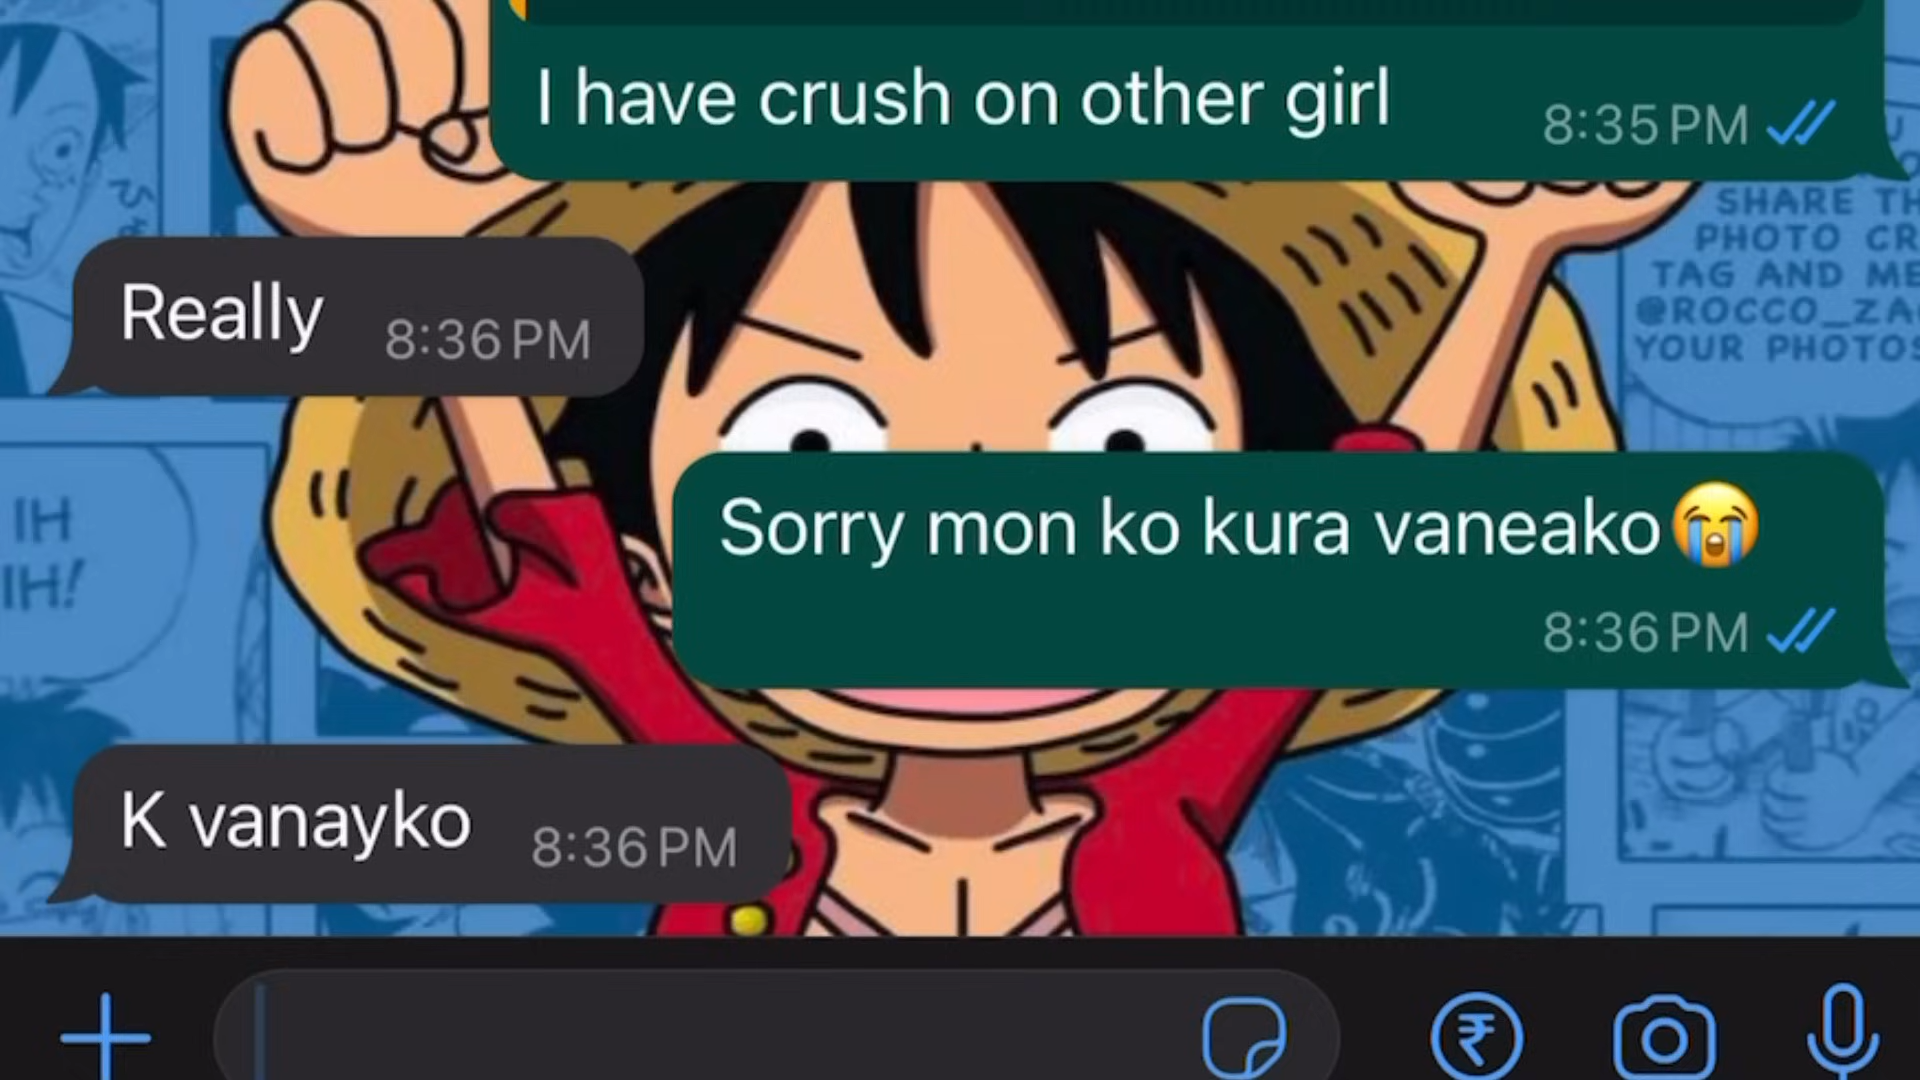 I have crush on other girl
8:35 PM
SHARE TH
PHOTO CR
TAG AND ME
@ROCCO_ZA
YOUR PHOTOS
Really
8:36 PM
IH
IH!
Sorry mon ko kura vaneako😭
8:36 PM
K vanayko
8:36 PM
₹